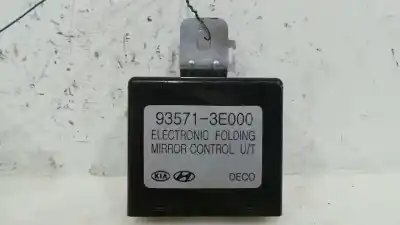 93571-3E000
ELECTRONIC FOLDING
MIRROR CONTROL U/T
KIA
DECO